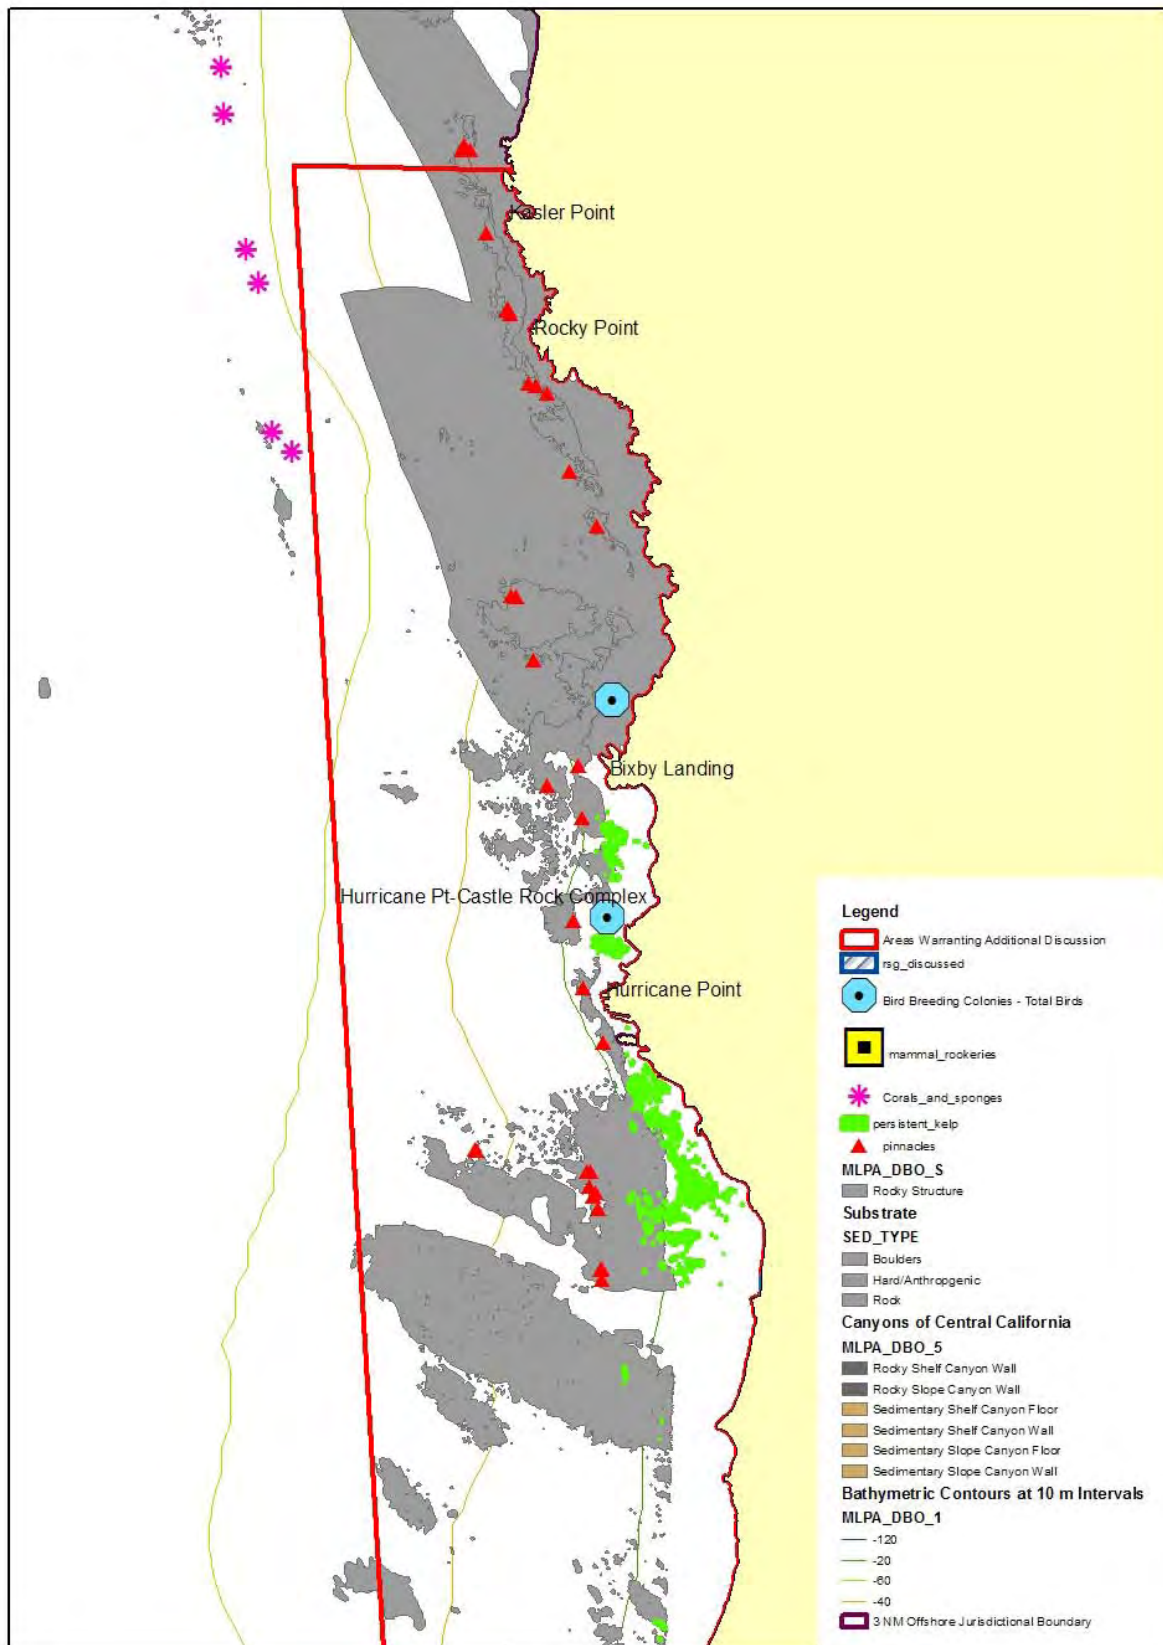 Kasler Point
Rocky Point
Bixby Landing
Hurricane Pt-Castle Rock Complex
Hurricane Point
Legend
Areas Warranting Additional Discussion
rsg_discussed
Bird Breeding Colonies - Total Birds
mammal_rookeries
Corals_and_sponges
persistent_kelp
pinnacles
MLPA_DBO_S
Rocky Structure
Substrate
SED_TYPE
Boulders
Hard/Anthropgenic
Rock
Canyons of Central California
MLPA_DBO_5
Rocky Shelf Canyon Wall
Rocky Slope Canyon Wall
Sedimentary Shelf Canyon Floor
Sedimentary Shelf Canyon Wall
Sedimentary Slope Canyon Floor
Sedimentary Slope Canyon Wall
Bathymetric Contours at 10 m Intervals
MLPA_DBO_1
-120
-20
-60
-40
3 NM Offshore Jurisdictional Boundary